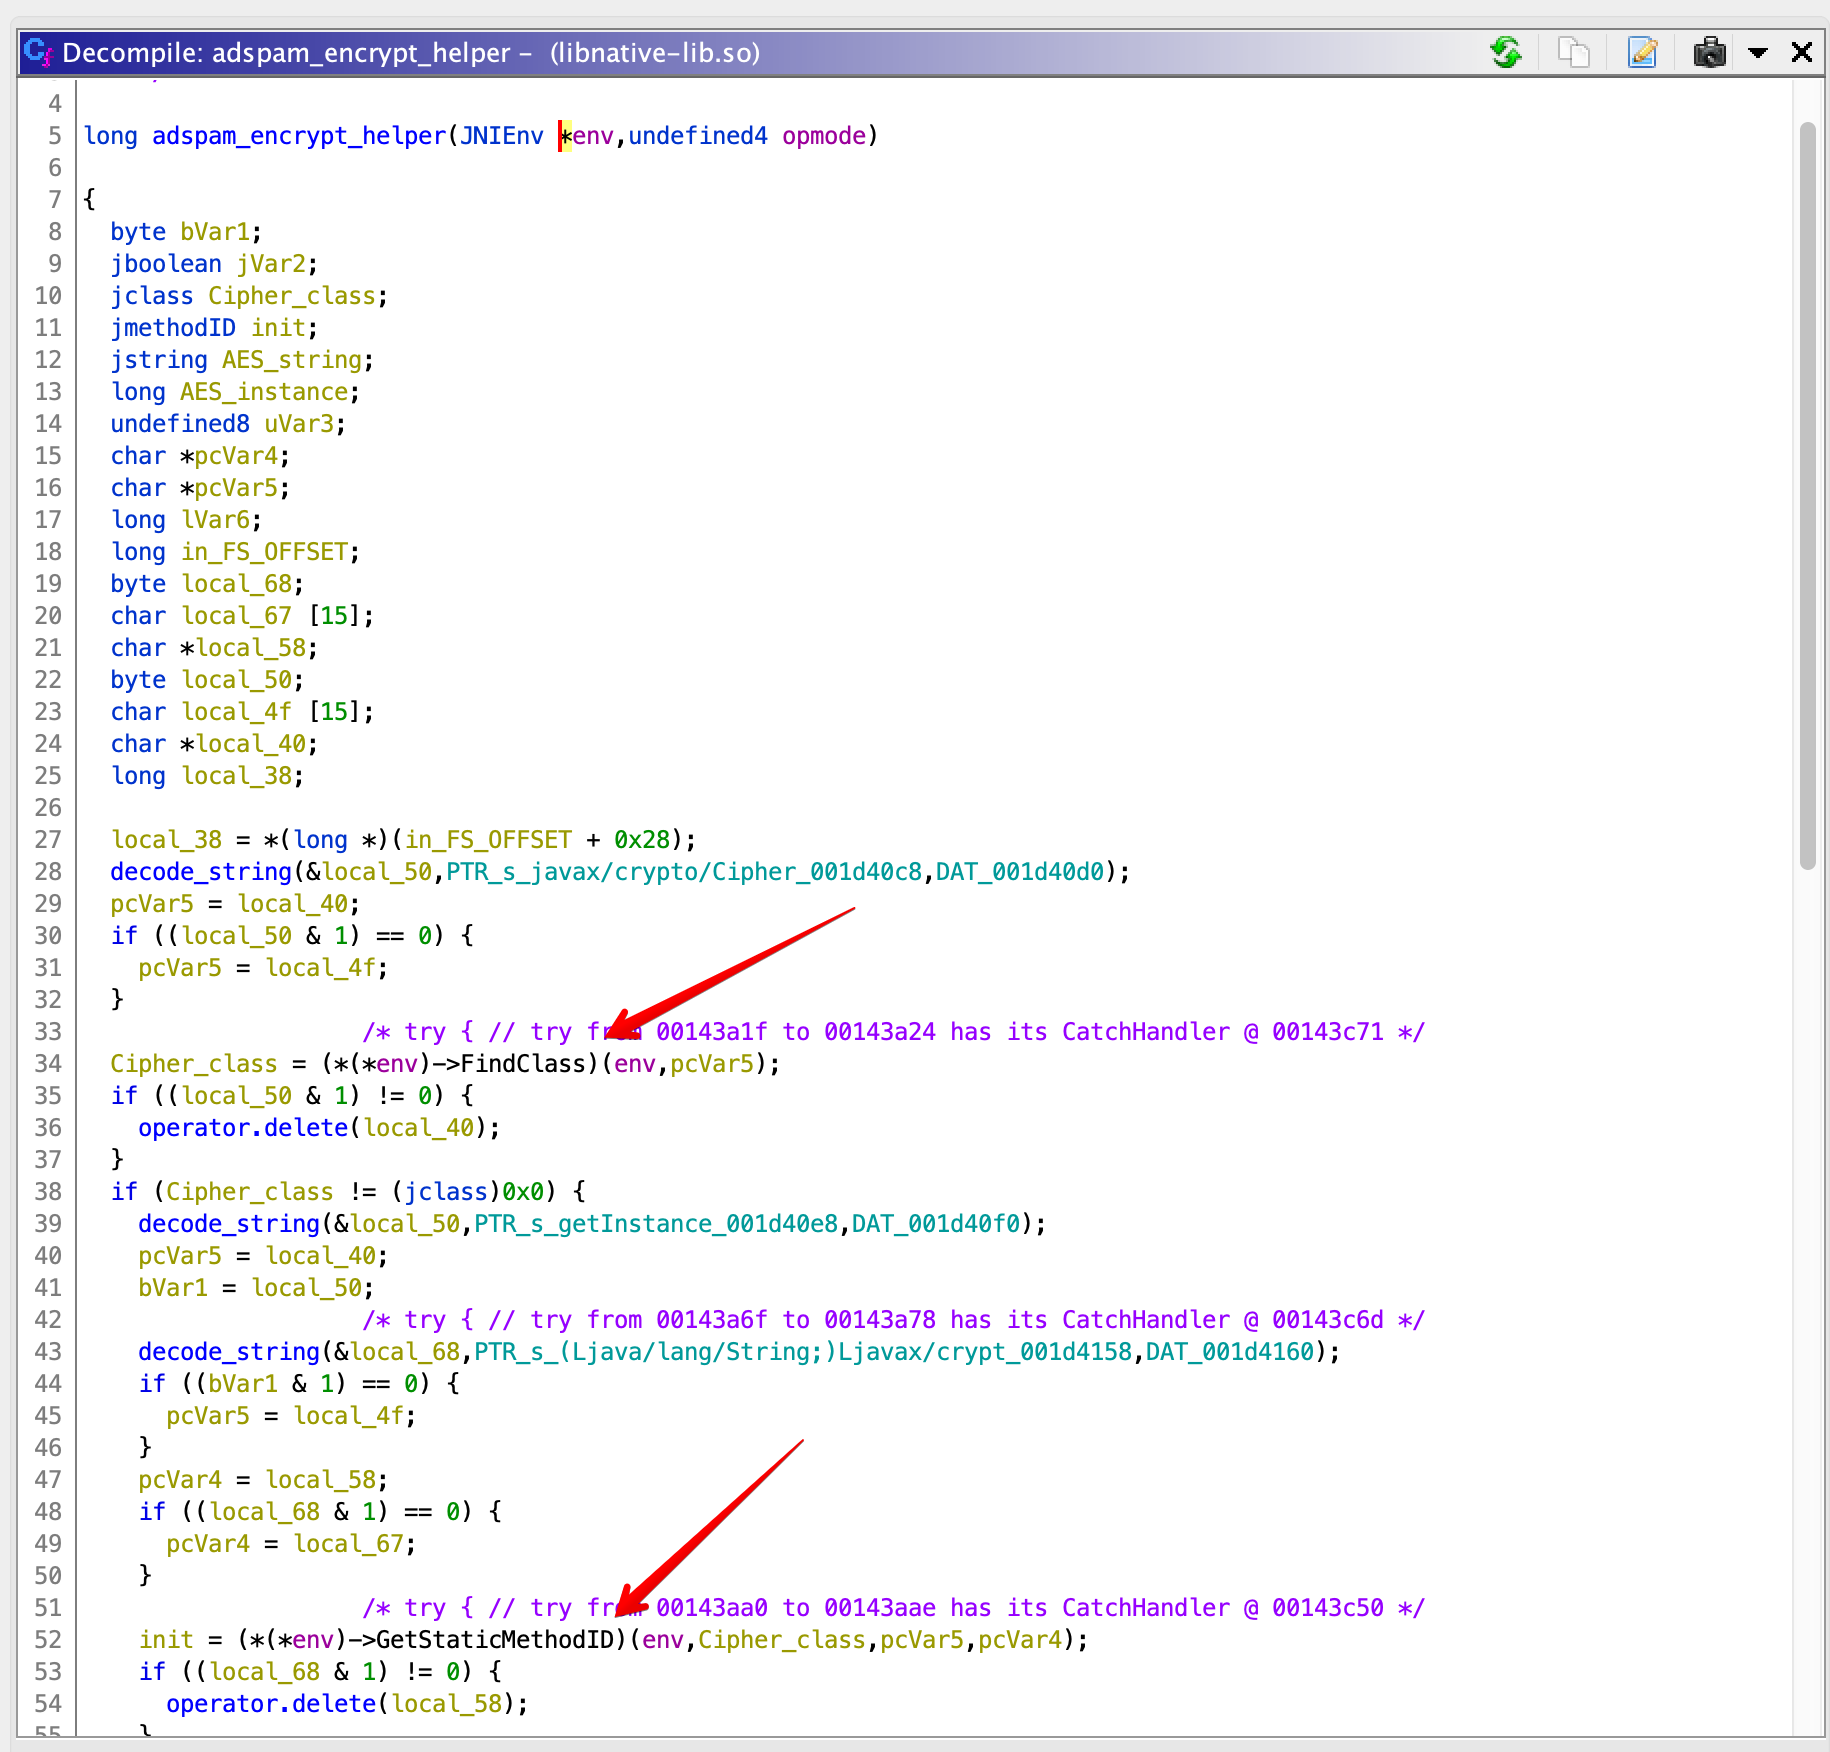 Decompile: adspam_encrypt_helper - (libnative-lib.so)
4
5 long adspam_encrypt_helper(JNIEnv *env,undefined4 opmode)
6
7 {
8 byte bVar1;
9 jboolean jVar2;
10 jclass Cipher_class;
11 jmethodID init;
12 jstring AES_string;
13 long AES_instance;
14 undefined8 uVar3;
15 char *pcVar4;
16 char *pcVar5;
17 long lVar6;
18 long in_FS_OFFSET;
19 byte local_68;
20 char local_67 [15];
21 char *local_58;
22 byte local_50;
23 char local_4f [15];
24 char *local_40;
25 long local_38;
26
27 local_38 = *(long *)(in_FS_OFFSET + 0x28);
28 decode_string(&local_50,PTR_s_javax/crypto/Cipher_001d40c8,DAT_001d40d0);
29 pcVar5 = local_40;
30 if ((local_50 & 1) == 0) {
31 pcVar5 = local_4f;
32 }
33 /* try { // try from 00143a1f to 00143a24 has its CatchHandler @ 00143c71 */
34 Cipher_class = (*(*env)->FindClass)(env,pcVar5);
35 if ((local_50 & 1) != 0) {
36 operator.delete(local_40);
37 }
38 if (Cipher_class != (jclass)0x0) {
39 decode_string(&local_50,PTR_s_getInstance_001d40e8,DAT_001d40f0);
40 pcVar5 = local_40;
41 bVar1 = local_50;
42 /* try { // try from 00143a6f to 00143a78 has its CatchHandler @ 00143c6d */
43 decode_string(&local_68,PTR_s_(Ljava/lang/String;)Ljavax/crypt_001d4158,DAT_001d4160);
44 if ((bVar1 & 1) == 0) {
45 pcVar5 = local_4f;
46 }
47 pcVar4 = local_58;
48 if ((local_68 & 1) == 0) {
49 pcVar4 = local_67;
50 }
51 /* try { // try from 00143aa0 to 00143aae has its CatchHandler @ 00143c50 */
52 init = (*(*env)->GetStaticMethodID)(env,Cipher_class,pcVar5,pcVar4);
53 if ((local_68 & 1) != 0) {
54 operator.delete(local_58);
55 }